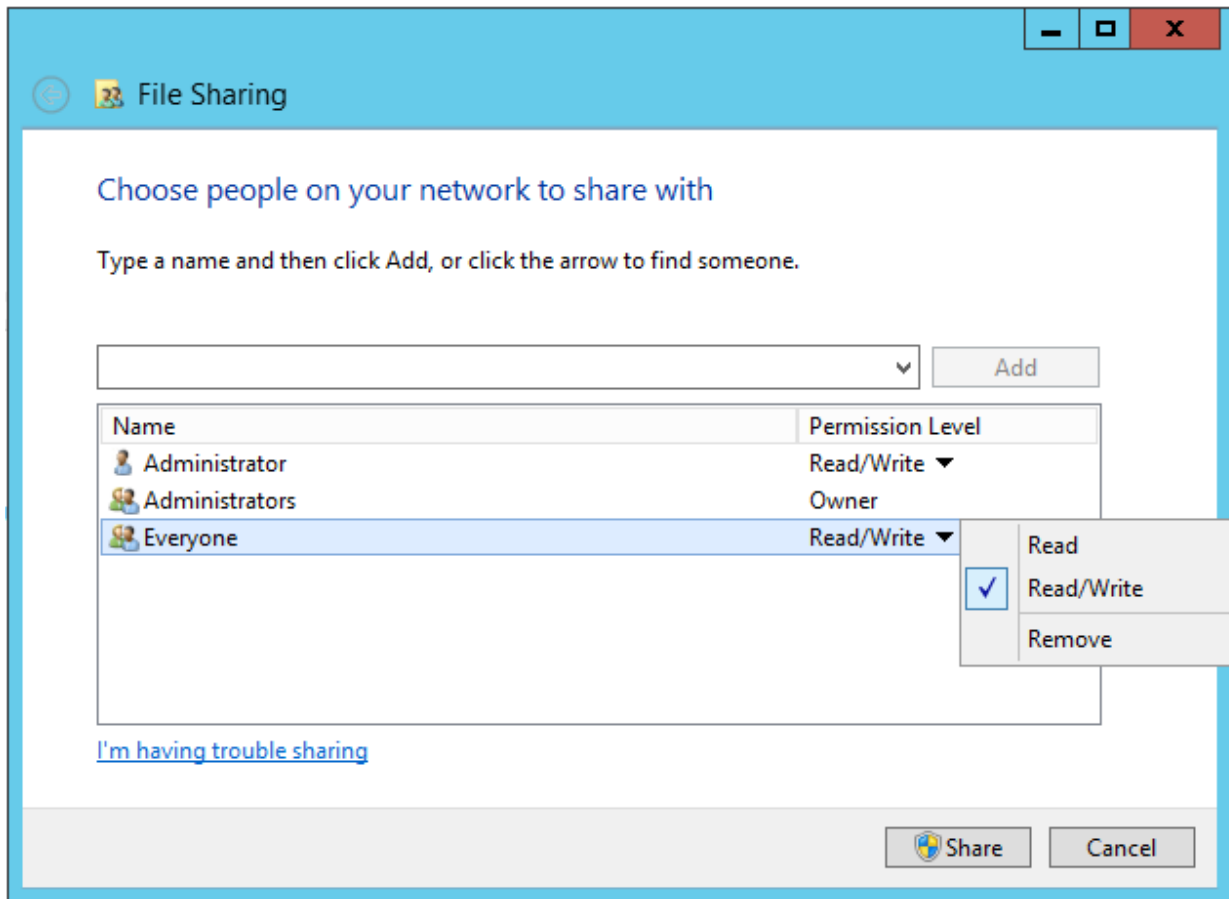 File Sharing
Choose people on your network to share with
Type a name and then click Add, or click the arrow to find someone.
Add
Name Permission Level
Administrator Read/Write
Administrators Owner
Everyone Read/Write
Read
Read/Write
Remove
I'm having trouble sharing
Share Cancel